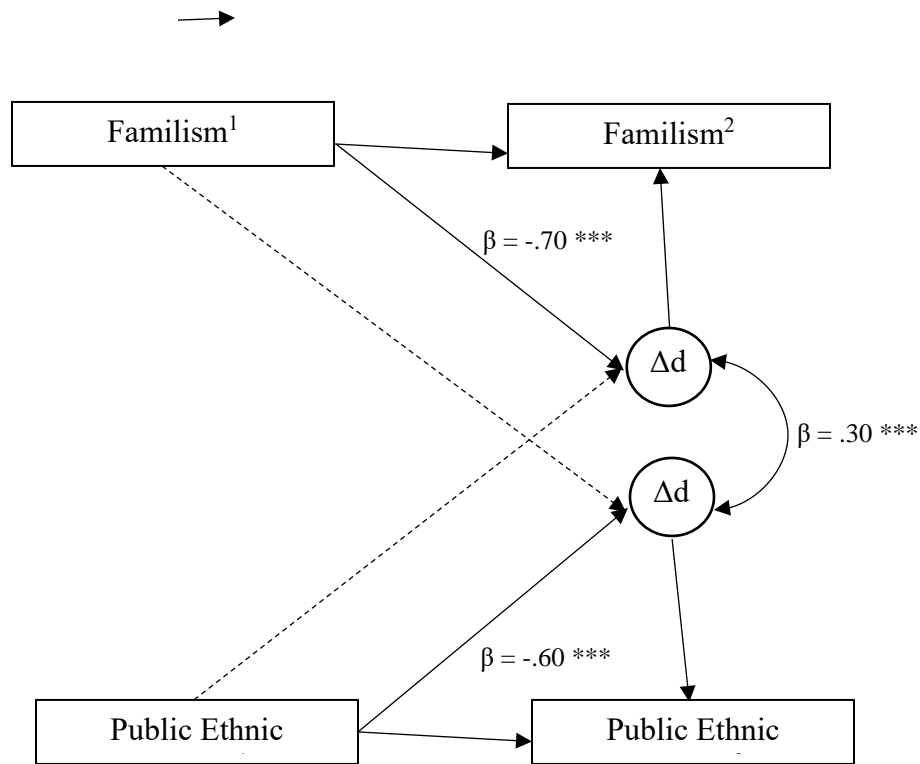 Familism¹
Familism²
β = -.70 ***
Δd
β = .30 ***
Δd
β = -.60 ***
Public Ethnic
Public Ethnic